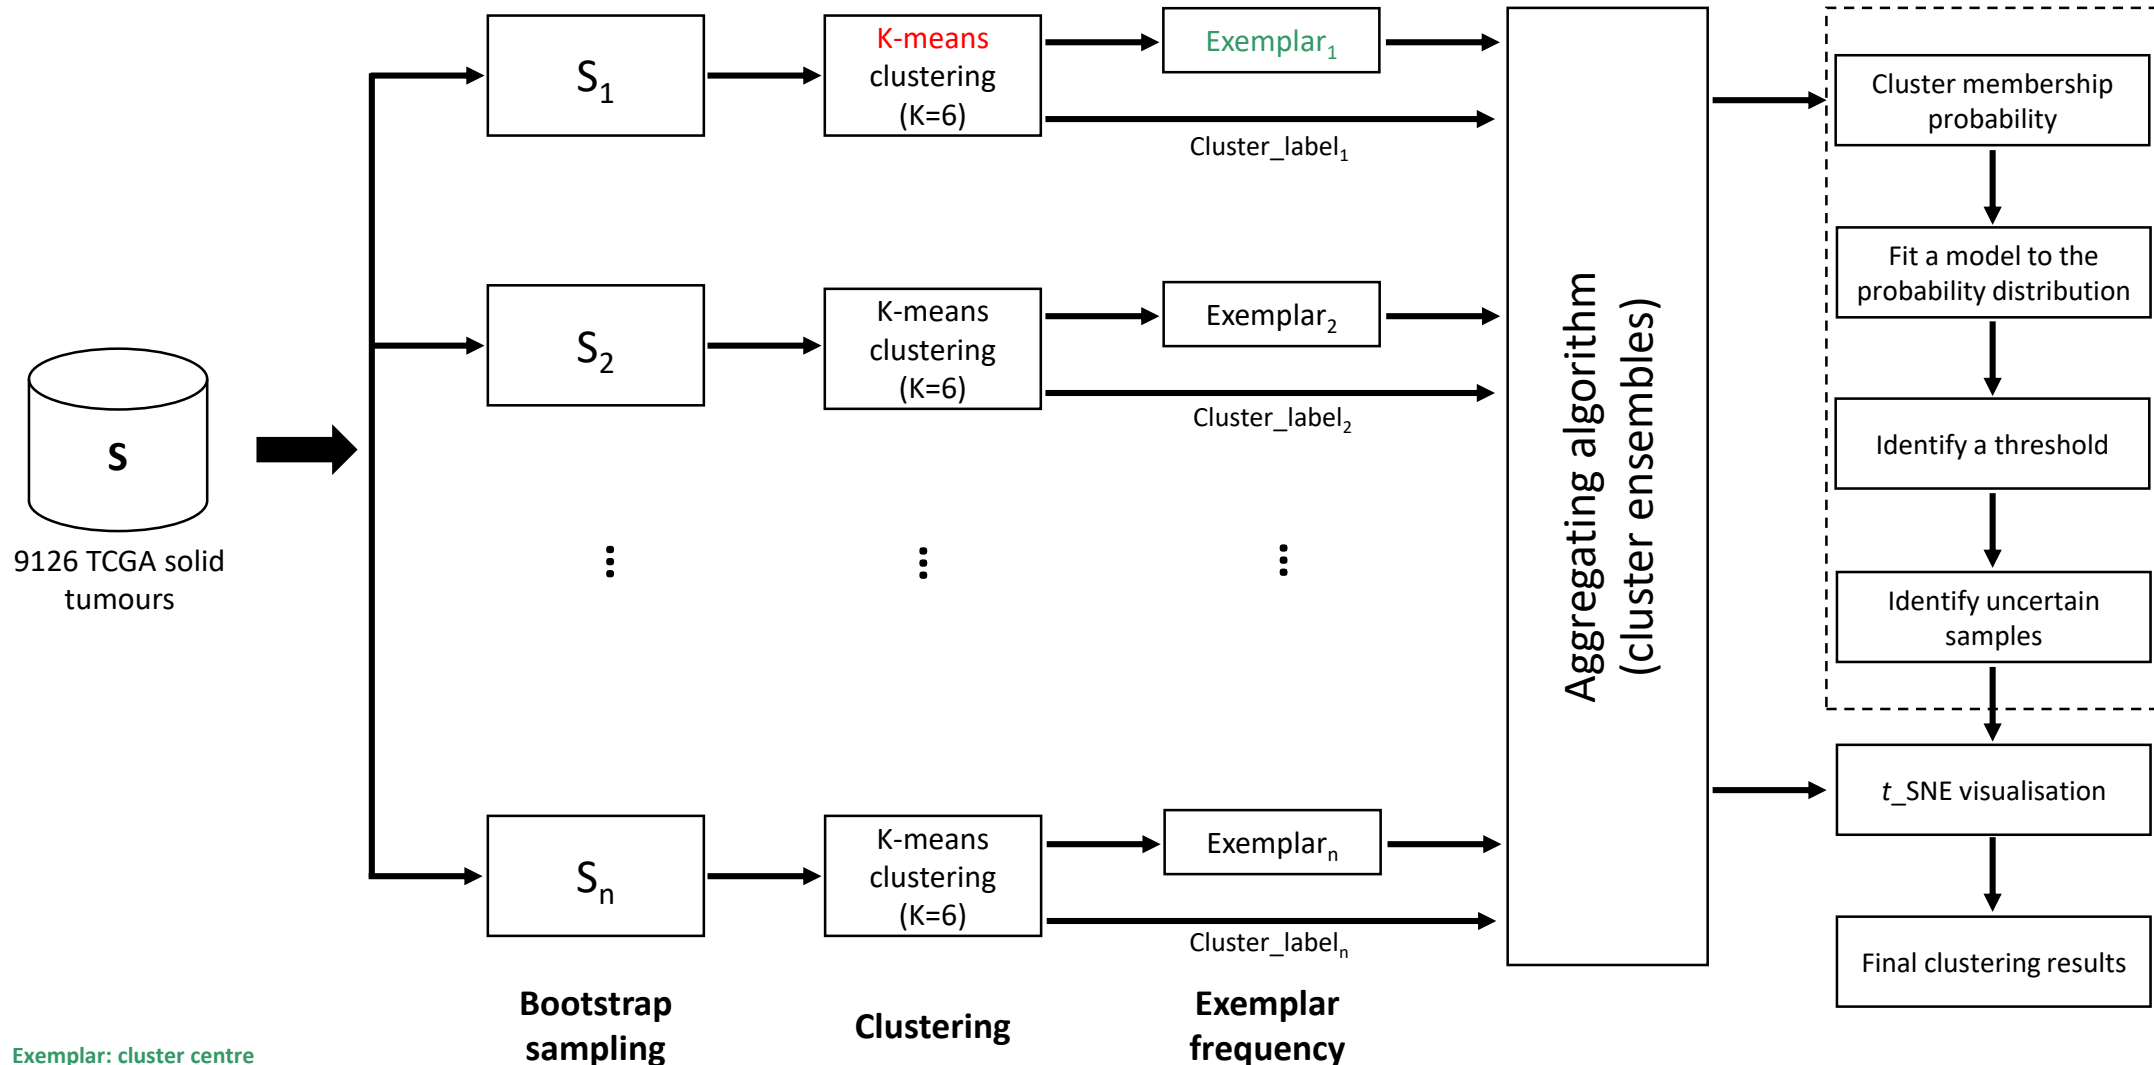 S
9126 TCGA solid
tumours
S1
K-means
clustering
(K=6)
Exemplar1
Cluster_label1
S2
K-means
clustering
(K=6)
Exemplar2
Cluster_label2
⋮
⋮
⋮
Sn
K-means
clustering
(K=6)
Exemplarn
Cluster_labeln
Bootstrap
sampling
Clustering
Exemplar
frequency
Aggregating algorithm
(cluster ensembles)
Cluster membership
probability
Fit a model to the
probability distribution
Identify a threshold
Identify uncertain
samples
t_SNE visualisation
Final clustering results
Exemplar: cluster centre